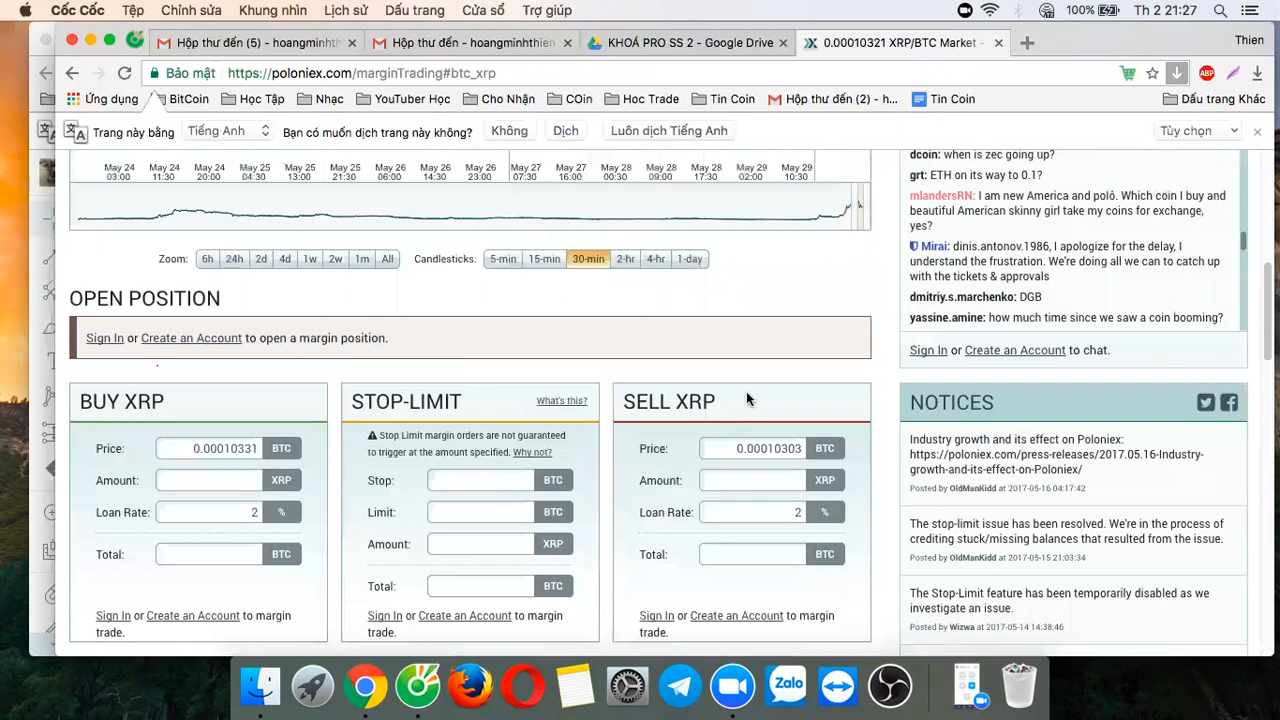 Cốc Cốc Tệp Chỉnh sửa Khung nhìn Lịch sử Dấu trang Cửa sổ Trợ giúp 100% Th 2 21:27
Hộp thư đến (5) - hoangminhth
Hộp thư đến - hoangminhthien
KHOÁ PRO SS 2 - Google Drive
0.00010321 XRP/BTC Market -
Thien
Bảo mật https://poloniex.com/marginTrading#btc_xrp
ABP
Ứng dụng BitCoin Học Tập Nhạc YouTuber Học Cho Nhận COin Hoc Trade Tin Coin Hộp thư đến (2) - h... Tin Coin Dấu trang Khác
Trang này bằng Tiếng Anh Bạn có muốn dịch trang này không? Không Dịch Luôn dịch Tiếng Anh Tùy chọn
May 24 May 24 May 24 May 25 May 25 May 25 May 26 May 26 May 26 May 27 May 27 May 28 May 28 May 28 May 29 May 29
03:00 11:30 20:00 04:30 13:00 21:30 06:00 14:30 23:00 07:30 16:00 00:30 09:00 17:30 02:00 10:30
Zoom: 6h 24h 2d 4d 1w 2w 1m All Candlesticks: 5-min 15-min 30-min 2-hr 4-hr 1-day
OPEN POSITION
Sign In or Create an Account to open a margin position.
BUY XRP
Price: 0.00010331 BTC
Amount: XRP
Loan Rate: 2 %
Total: BTC
Sign In or Create an Account to margin
trade.
STOP-LIMIT What's this?
Stop Limit margin orders are not guaranteed
to trigger at the amount specified. Why not?
Stop: BTC
Limit: BTC
Amount: XRP
Total: BTC
Sign In or Create an Account to margin
trade.
SELL XRP
Price: 0.00010303 BTC
Amount: XRP
Loan Rate: 2 %
Total: BTC
Sign In or Create an Account to margin
trade.
dcoin: when is zec going up?
grt: ETH on its way to 0.1?
mlandersRN: I am new America and polô. Which coin I buy and
beautiful American skinny girl take my coins for exchange,
yes?
Mirai: dinis.antonov.1986, I apologize for the delay, I
understand the frustration. We're doing all we can to catch up
with the tickets & approvals
dmitriy.s.marchenko: DGB
yassine.amine: how much time since we saw a coin booming?
Sign In or Create an Account to chat.
NOTICES
Industry growth and its effect on Poloniex:
https://poloniex.com/press-releases/2017.05.16-Industry-
growth-and-its-effect-on-Poloniex/
Posted by OldManKidd at 2017-05-16 04:17:42
The stop-limit issue has been resolved. We're in the process of
crediting stuck/missing balances that resulted from the issue.
Posted by OldManKidd at 2017-05-15 21:03:34
The Stop-Limit feature has been temporarily disabled as we
investigate an issue.
Posted by Wizwa at 2017-05-14 14:38:46
Zalo